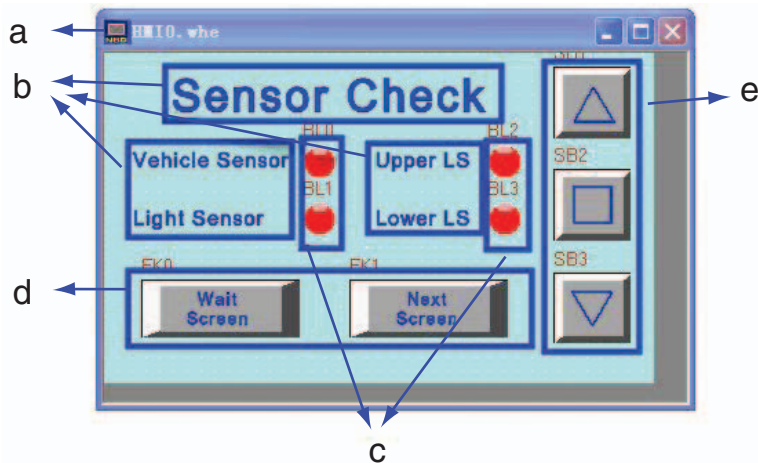 a
HMI0.whe
b
Sensor Check
e
BL0
BL2
Vehicle Sensor
Upper LS
SB2
BL1
BL3
Light Sensor
Lower LS
FK0
FK1
SB3
d
Wait
Screen
Next
Screen
c